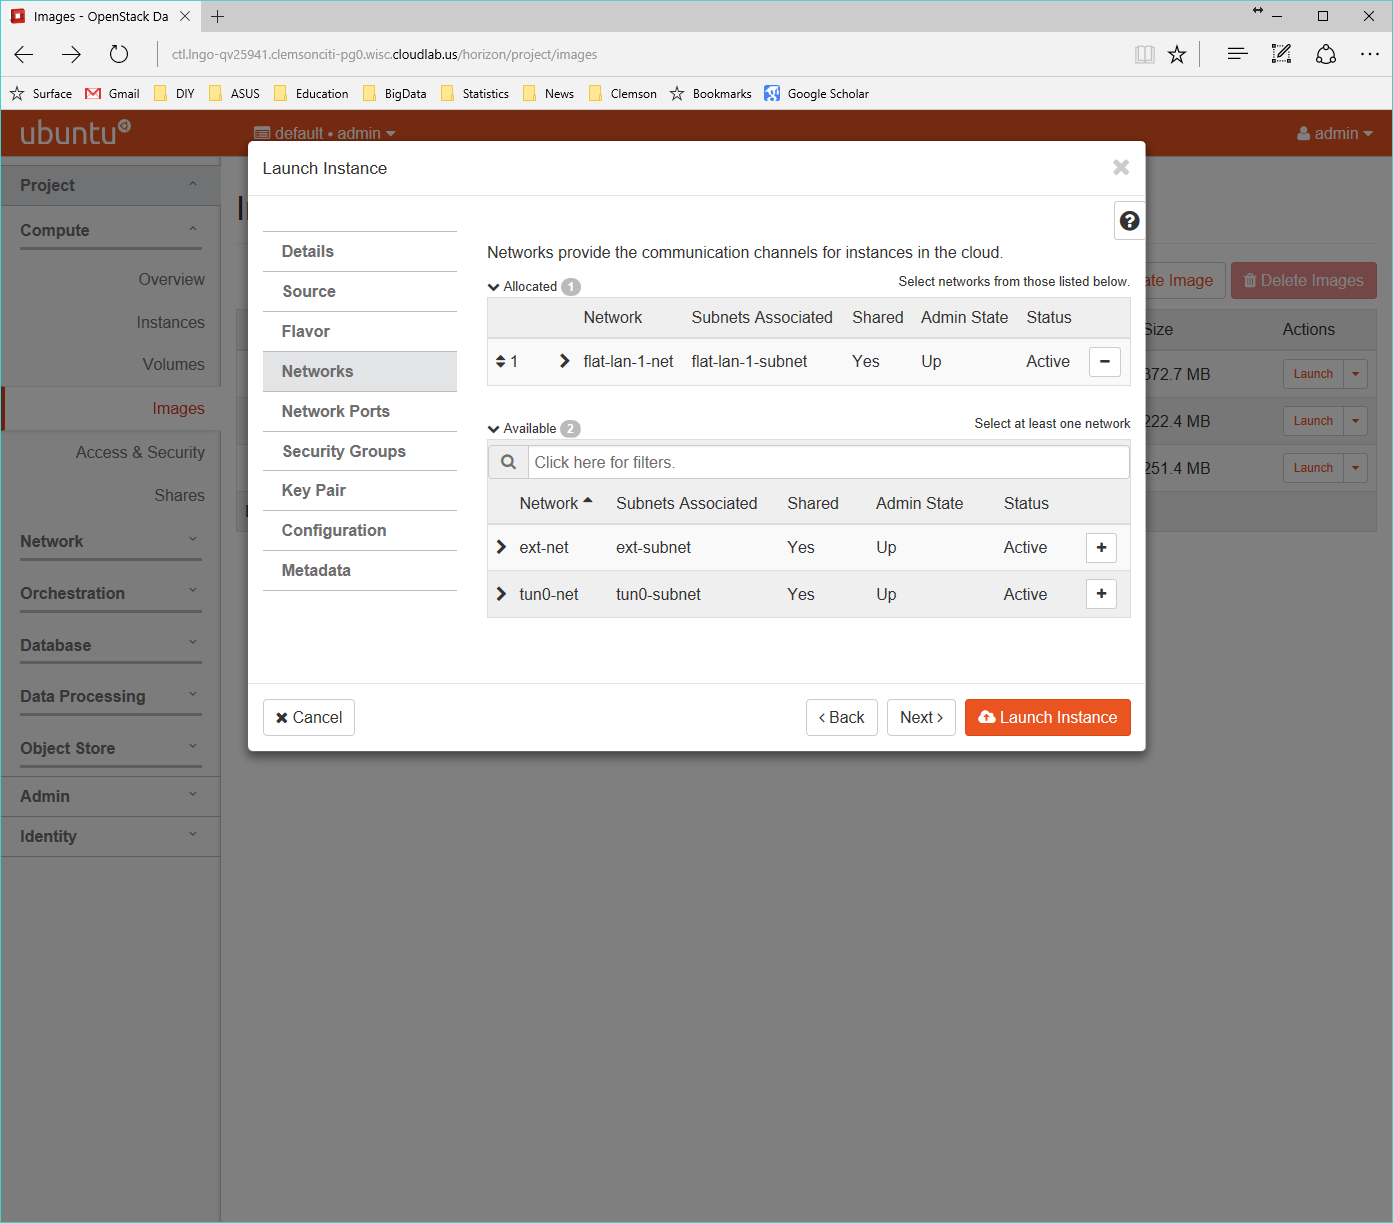 Images - OpenStack Da
ctl.lngo-qv25941.clemsonciti-pg0.wisc.cloudlab.us/horizon/project/images
Surface Gmail DIY ASUS Education BigData Statistics News Clemson Bookmarks Google Scholar
ubuntu default • admin admin
Launch Instance
Project
Compute
Overview
Instances
Volumes
Images
Access & Security
Shares
Network
Orchestration
Database
Data Processing
Object Store
Admin
Identity
Details
Source
Flavor
Networks
Network Ports
Security Groups
Key Pair
Configuration
Metadata
Networks provide the communication channels for instances in the cloud.
Allocated 1 Select networks from those listed below.
Network Subnets Associated Shared Admin State Status
1 flat-lan-1-net flat-lan-1-subnet Yes Up Active
Available 2 Select at least one network
Click here for filters.
Network Subnets Associated Shared Admin State Status
ext-net ext-subnet Yes Up Active
tun0-net tun0-subnet Yes Up Active
Cancel Back Next Launch Instance
ate Image Delete Images
Size Actions
372.7 MB Launch
222.4 MB Launch
251.4 MB Launch